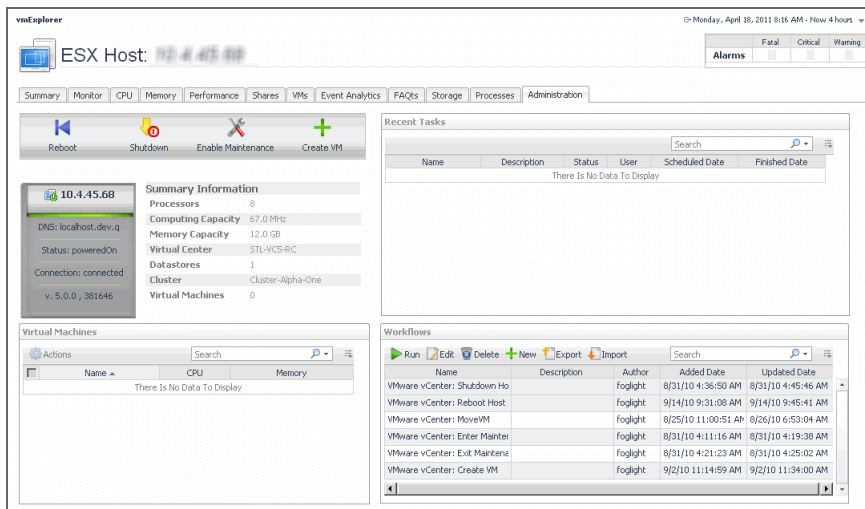 vmExplorer
Monday, April 18, 2011 8:16 AM - Now 4 hours
ESX Host:
Fatal Critical Warning
Alarms
Summary Monitor CPU Memory Performance Shares VMs Event Analytics FAQts Storage Processes Administration
Reboot Shutdown Enable Maintenance Create VM
Recent Tasks
Search
Name Description Status User Scheduled Date Finished Date
There Is No Data To Display
10.4.45.68
DNS: localhost.dev.q
Status: poweredOn
Connection: connected
v. 5.0.0 , 381646
Summary Information
Processors 8
Computing Capacity 67.0 MHz
Memory Capacity 12.0 GB
Virtual Center STL-VC5-RC
Datastores 1
Cluster Cluster-Alpha-One
Virtual Machines 0
Virtual Machines
Actions Search
Name CPU Memory
There Is No Data To Display
Workflows
Run Edit Delete New Export Import Search
Name Description Author Added Date Updated Date
VMware vCenter: Shutdown Ho foglight 8/31/10 4:36:50 AM 8/31/10 4:45:46 AM
VMware vCenter: Reboot Host foglight 9/14/10 9:31:08 AM 9/14/10 9:45:41 AM
VMware vCenter: MoveVM foglight 8/25/10 11:00:51 AM 8/26/10 6:53:04 AM
VMware vCenter: Enter Mainter foglight 8/31/10 4:11:16 AM 8/31/10 4:19:38 AM
VMware vCenter: Exit Maintena foglight 8/31/10 4:21:23 AM 8/31/10 4:25:02 AM
VMware vCenter: Create VM foglight 9/2/10 11:14:59 AM 9/2/10 11:34:00 AM